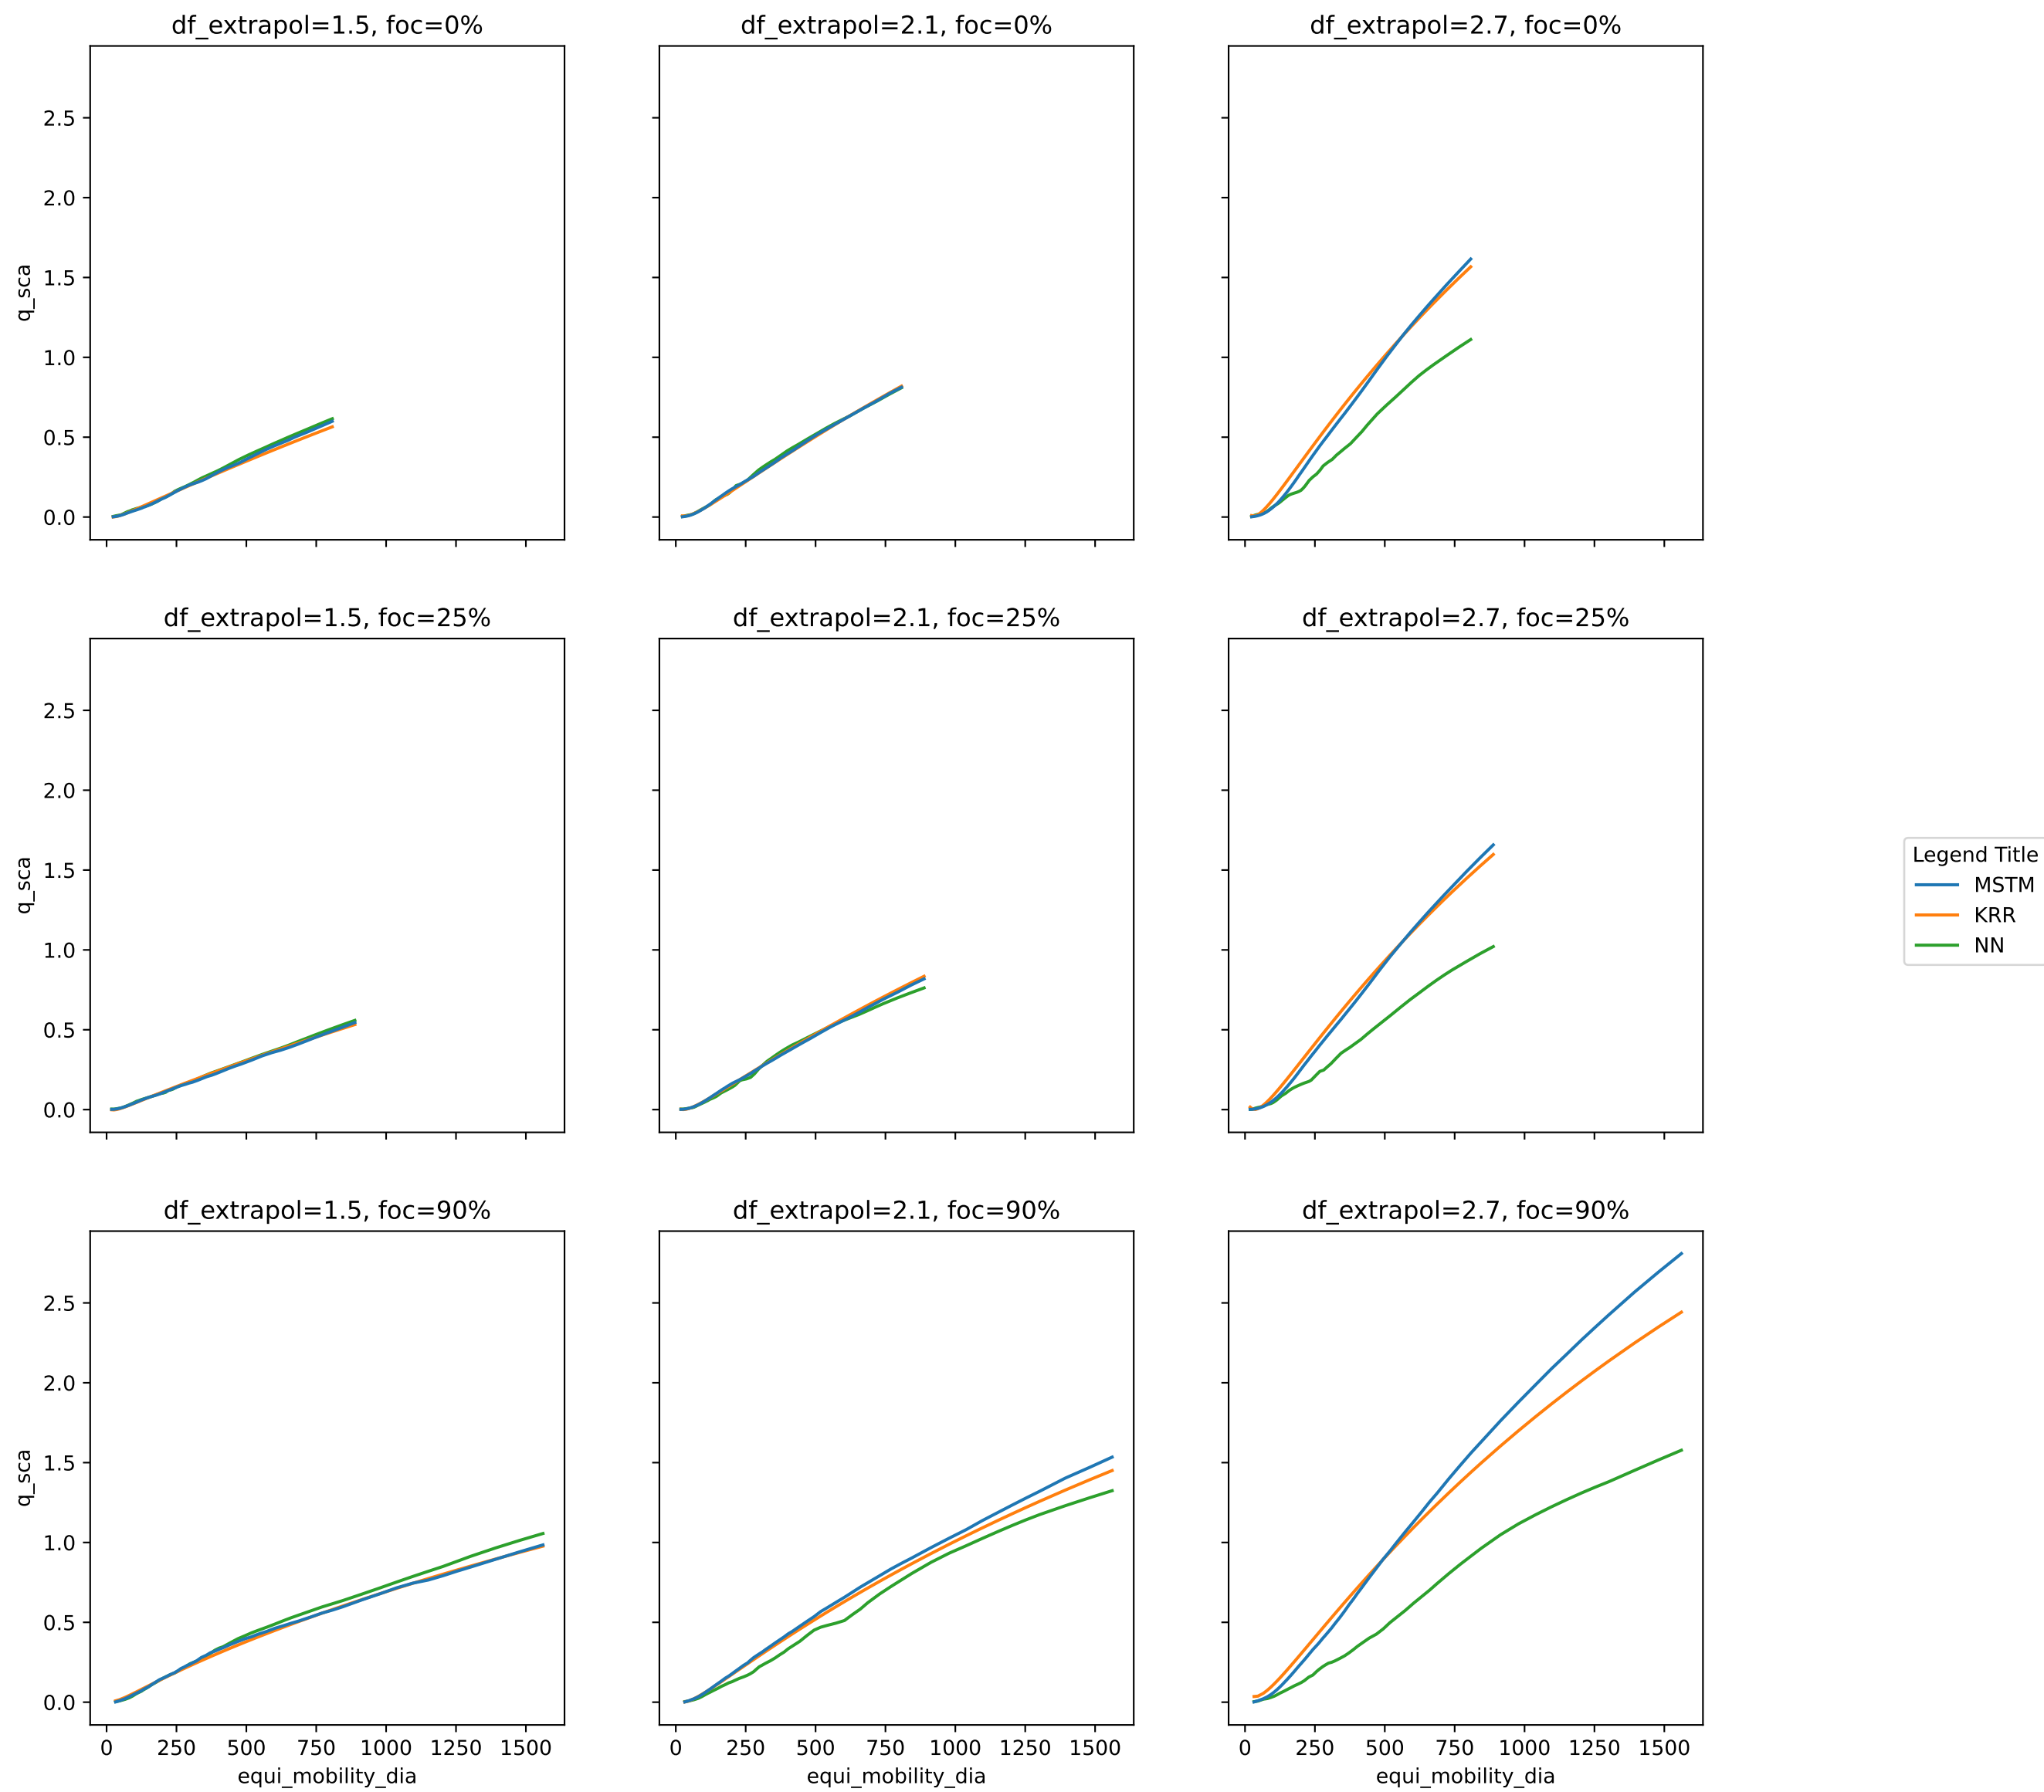 df_extrapol=1.5, foc=0%
df_extrapol=2.1, foc=0%
df_extrapol=2.7, foc=0%
2.5
2.0
1.5
1.0
0.5
0.0
q_sca
df_extrapol=1.5, foc=25%
df_extrapol=2.1, foc=25%
df_extrapol=2.7, foc=25%
2.5
2.0
1.5
1.0
0.5
0.0
q_sca
Legend Title
MSTM
KRR
NN
df_extrapol=1.5, foc=90%
df_extrapol=2.1, foc=90%
df_extrapol=2.7, foc=90%
2.5
2.0
1.5
1.0
0.5
0.0
q_sca
0 250 500 750 1000 1250 1500
0 250 500 750 1000 1250 1500
0 250 500 750 1000 1250 1500
equi_mobility_dia
equi_mobility_dia
equi_mobility_dia